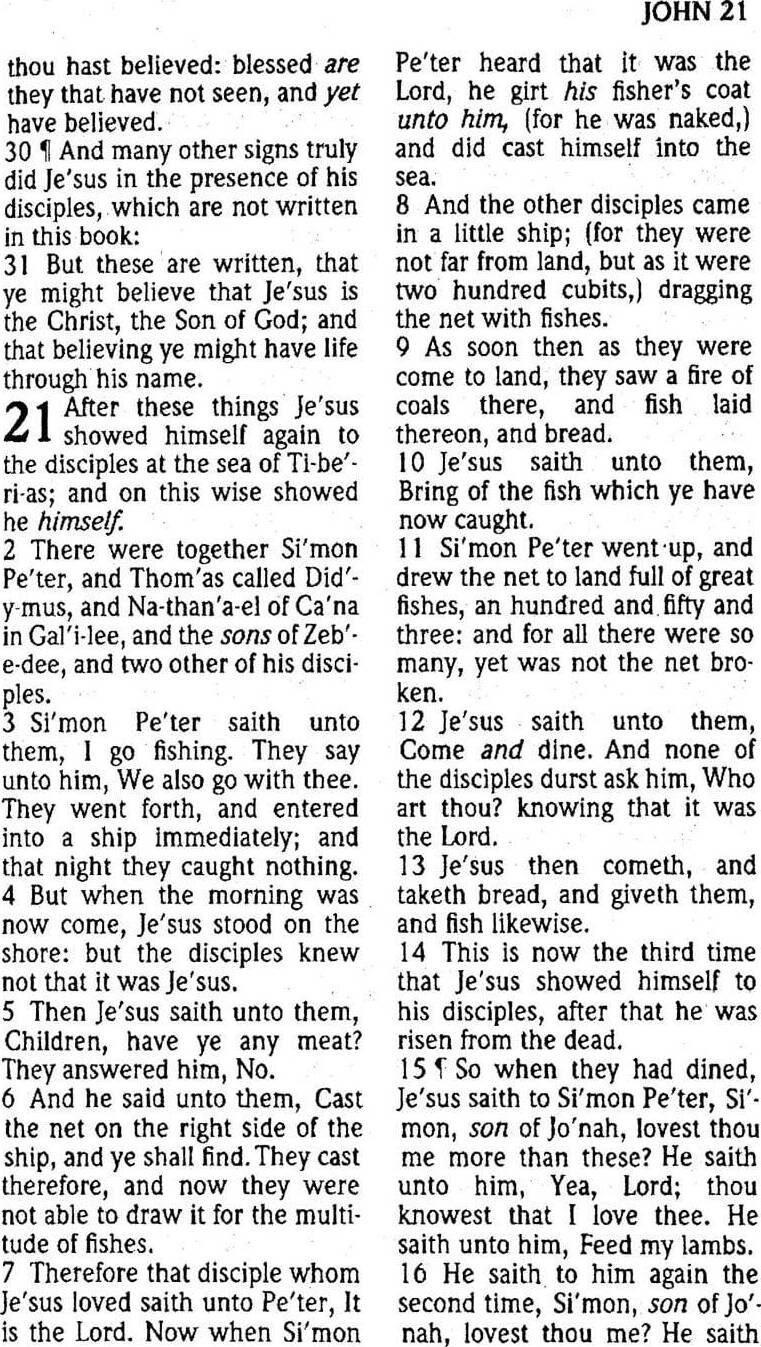 JOHN 21
thou hast believed: blessed are
they that have not seen, and yet
have believed.
30 ¶ And many other signs truly
did Je′sus in the presence of his
disciples, which are not written
in this book:
31 But these are written, that
ye might believe that Je′sus is
the Christ, the Son of God; and
that believing ye might have life
through his name.
21 After these things Je′sus
showed himself again to
the disciples at the sea of Ti-be′-
ri-as; and on this wise showed
he himself.
2 There were together Si′mon
Pe′ter, and Thom′as called Did′-
y-mus, and Na-than′a-el of Ca′na
in Gal′i-lee, and the sons of Zeb′-
e-dee, and two other of his disci-
ples.
3 Si′mon Pe′ter saith unto
them, I go fishing. They say
unto him, We also go with thee.
They went forth, and entered
into a ship immediately; and
that night they caught nothing.
4 But when the morning was
now come, Je′sus stood on the
shore: but the disciples knew
not that it was Je′sus.
5 Then Je′sus saith unto them,
Children, have ye any meat?
They answered him, No.
6 And he said unto them, Cast
the net on the right side of the
ship, and ye shall find. They cast
therefore, and now they were
not able to draw it for the multi-
tude of fishes.
7 Therefore that disciple whom
Je′sus loved saith unto Pe′ter, It
is the Lord. Now when Si′mon
Pe′ter heard that it was the
Lord, he girt his fisher's coat
unto him, (for he was naked,)
and did cast himself into the
sea.
8 And the other disciples came
in a little ship; (for they were
not far from land, but as it were
two hundred cubits,) dragging
the net with fishes.
9 As soon then as they were
come to land, they saw a fire of
coals there, and fish laid
thereon, and bread.
10 Je′sus saith unto them,
Bring of the fish which ye have
now caught.
11 Si′mon Pe′ter went up, and
drew the net to land full of great
fishes, an hundred and fifty and
three: and for all there were so
many, yet was not the net bro-
ken.
12 Je′sus saith unto them,
Come and dine. And none of
the disciples durst ask him, Who
art thou? knowing that it was
the Lord.
13 Je′sus then cometh, and
taketh bread, and giveth them,
and fish likewise.
14 This is now the third time
that Je′sus showed himself to
his disciples, after that he was
risen from the dead.
15 ¶ So when they had dined,
Je′sus saith to Si′mon Pe′ter, Si′-
mon, son of Jo′nah, lovest thou
me more than these? He saith
unto him, Yea, Lord; thou
knowest that I love thee. He
saith unto him, Feed my lambs.
16 He saith to him again the
second time, Si′mon, son of Jo′-
nah, lovest thou me? He saith